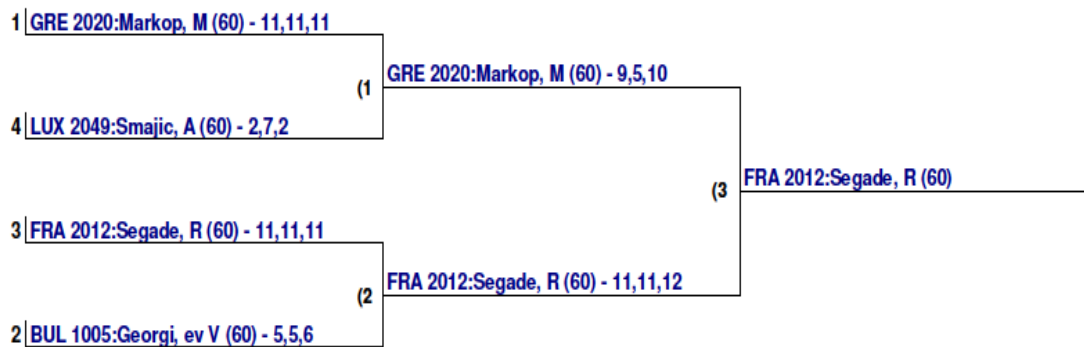 1 GRE 2020:Markop, M (60) - 11,11,11
(1 GRE 2020:Markop, M (60) - 9,5,10
4 LUX 2049:Smajic, A (60) - 2,7,2
(3 FRA 2012:Segade, R (60)
3 FRA 2012:Segade, R (60) - 11,11,11
(2 FRA 2012:Segade, R (60) - 11,11,12
2 BUL 1005:Georgi, ev V (60) - 5,5,6